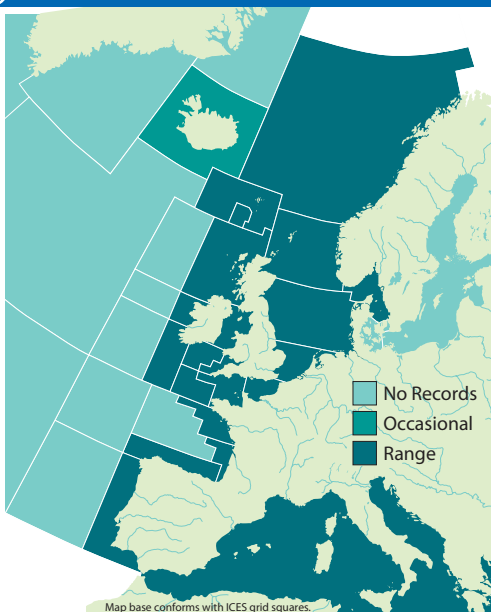 No Records
Occasional
Range
Map base conforms with ICES grid squares.